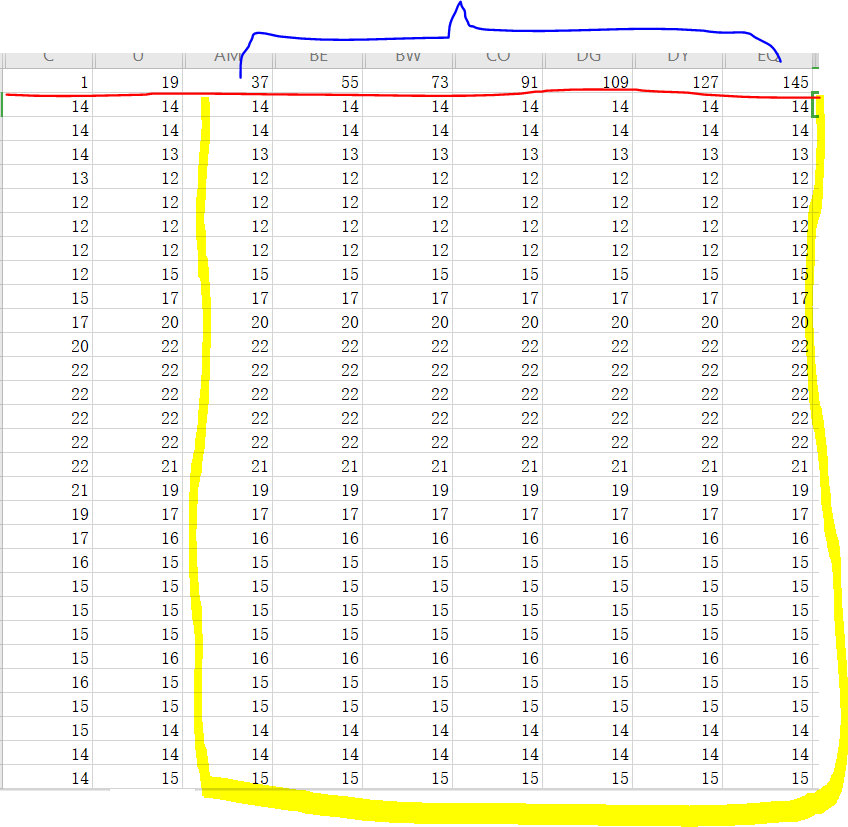 C U AM BE BW CO DG DY EQ
1 19 37 55 73 91 109 127 145
14 14 14 14 14 14 14 14 14
14 14 14 14 14 14 14 14 14
14 13 13 13 13 13 13 13 13
13 12 12 12 12 12 12 12 12
12 12 12 12 12 12 12 12 12
12 12 12 12 12 12 12 12 12
12 12 12 12 12 12 12 12 12
12 15 15 15 15 15 15 15 15
15 17 17 17 17 17 17 17 17
17 20 20 20 20 20 20 20 20
20 22 22 22 22 22 22 22 22
22 22 22 22 22 22 22 22 22
22 22 22 22 22 22 22 22 22
22 22 22 22 22 22 22 22 22
22 22 22 22 22 22 22 22 22
22 21 21 21 21 21 21 21 21
21 19 19 19 19 19 19 19 19
19 17 17 17 17 17 17 17 17
17 16 16 16 16 16 16 16 16
16 15 15 15 15 15 15 15 15
15 15 15 15 15 15 15 15 15
15 15 15 15 15 15 15 15 15
15 15 15 15 15 15 15 15 15
15 16 16 16 16 16 16 16 16
16 15 15 15 15 15 15 15 15
15 15 15 15 15 15 15 15 15
15 14 14 14 14 14 14 14 14
14 14 14 14 14 14 14 14 14
14 15 15 15 15 15 15 15 15